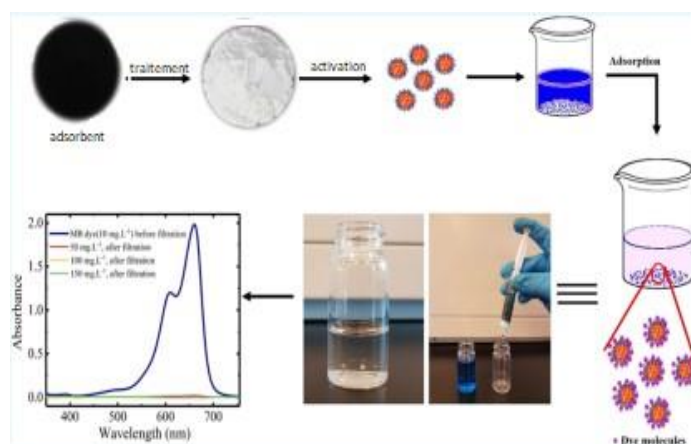 traitement
activation
Adsorption
adsorbent
2.0
MB dye(10 mg.L⁻¹) before filtration
50 mg.L⁻¹, after filtration
100 mg.L⁻¹, after filtration
150 mg.L⁻¹, after filtration
1.5
1.0
0.5
0.0
Absorbance
400 500 600 700
Wavelength (nm)
Dye molecules